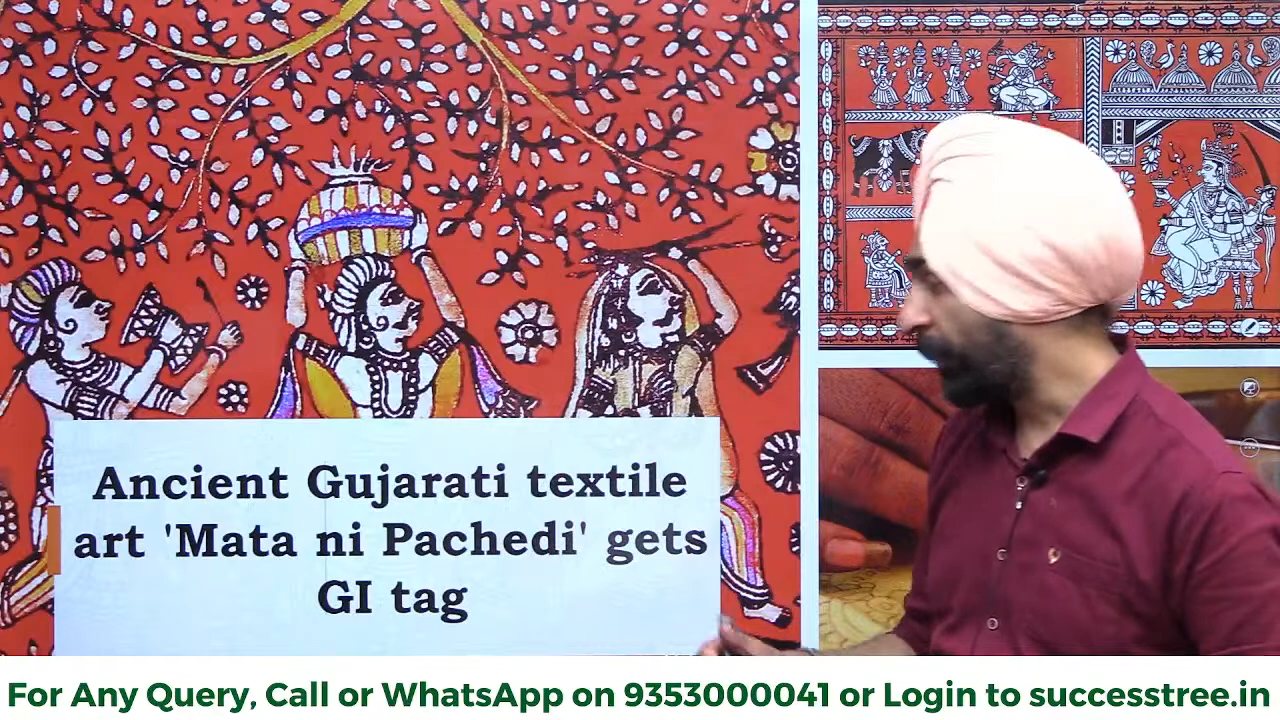 Ancient Gujarati textile
art 'Mata ni Pachedi' gets
GI tag
For Any Query, Call or WhatsApp on 9353000041 or Login to successtree.in